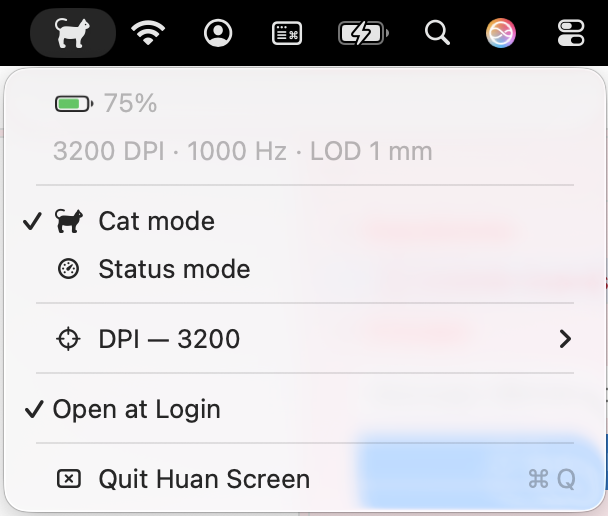 75%
3200 DPI · 1000 Hz · LOD 1 mm
Cat mode
Status mode
DPI — 3200
Open at Login
Quit Huan Screen ⌘ Q